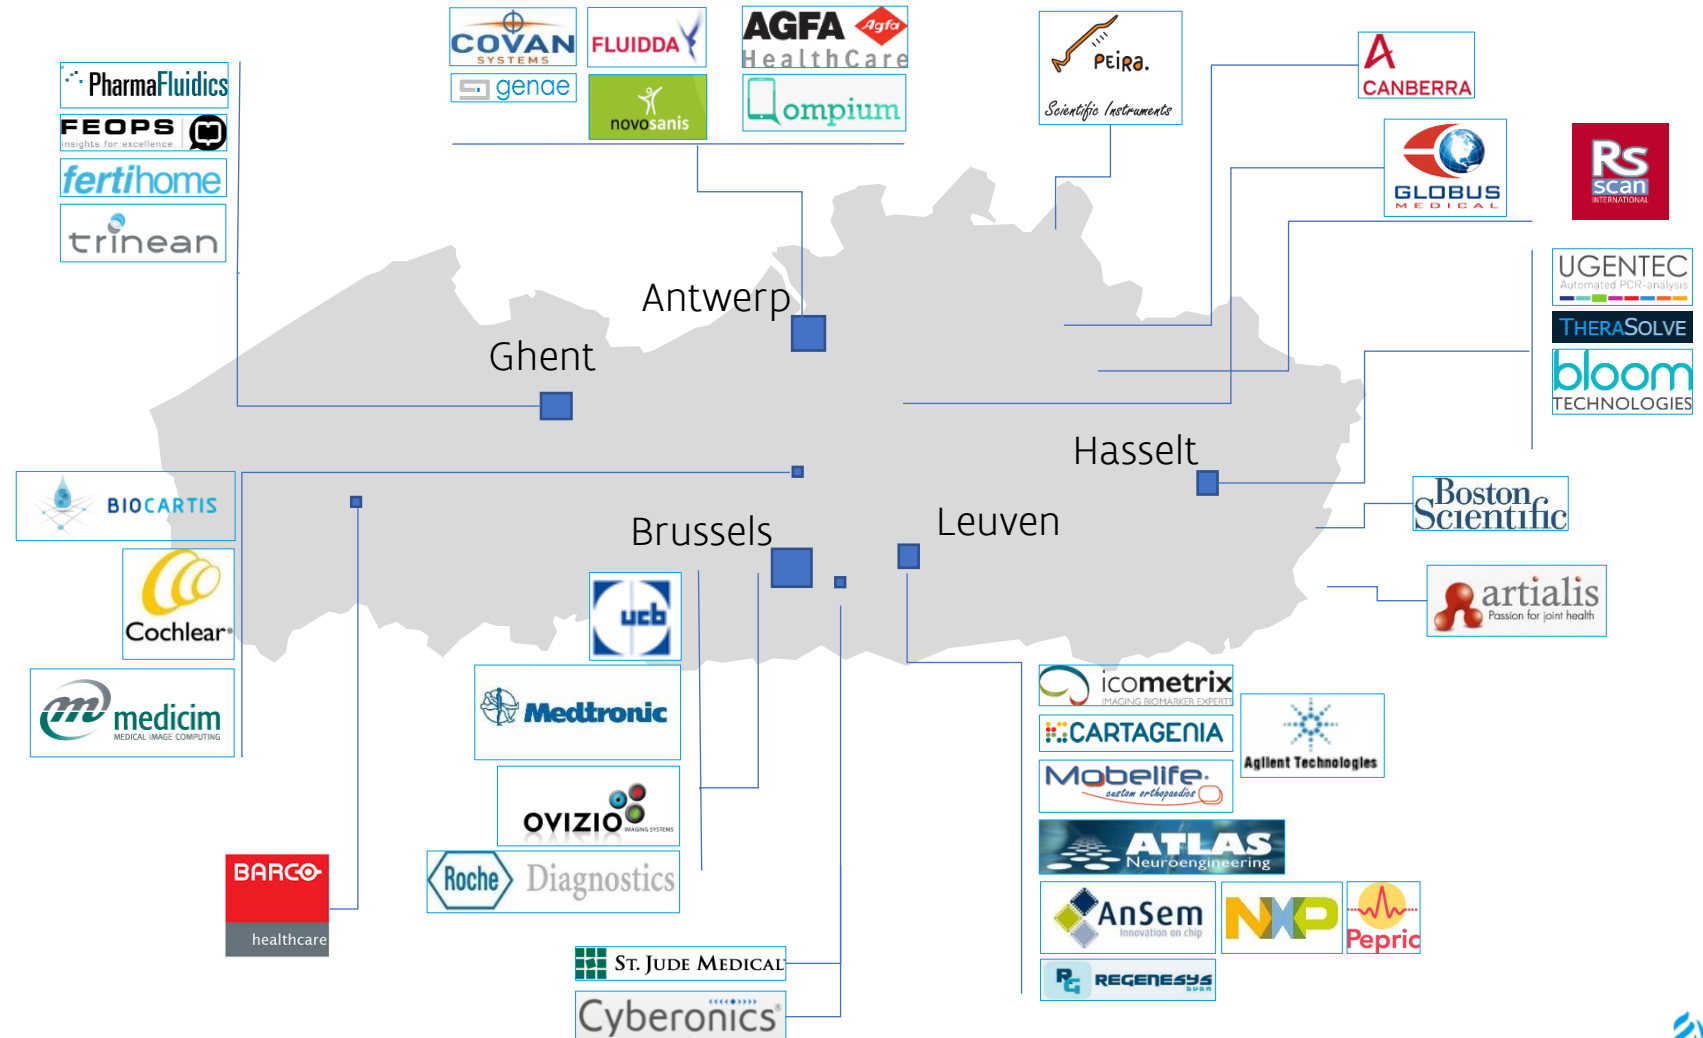 PharmaFluidics
FEOPS
insights for excellence
fertihome
trinean
COVAN
SYSTEMS
FLUIDDA
genae
novosanis
AGFA
Agfa
HealthCare
ompium
PEIRA.
Scientific Instruments
CANBERRA
GLOBUS
MEDICAL
Rs
scan
INTERNATIONAL
UGENTEC
Automated PCR-analysis
THERASOLVE
bloom
TECHNOLOGIES
Antwerp
Ghent
Hasselt
Brussels
Leuven
BIOCARTIS
Cochlear®
medicim
MEDICAL IMAGE COMPUTING
BARCO
healthcare
ucb
Medtronic
OVIZIO
IMAGING SYSTEMS
Roche Diagnostics
ST. JUDE MEDICAL
Cyberonics®
Boston
Scientific
artialis
Passion for joint health
icometrix
IMAGING BIOMARKER EXPERTS
CARTAGENIA
Agilent Technologies
Mobelife
custom orthopaedics
ATLAS
Neuroengineering
AnSem
Innovation on chip
NXP
Pepric
RG REGENESYS
BVBA